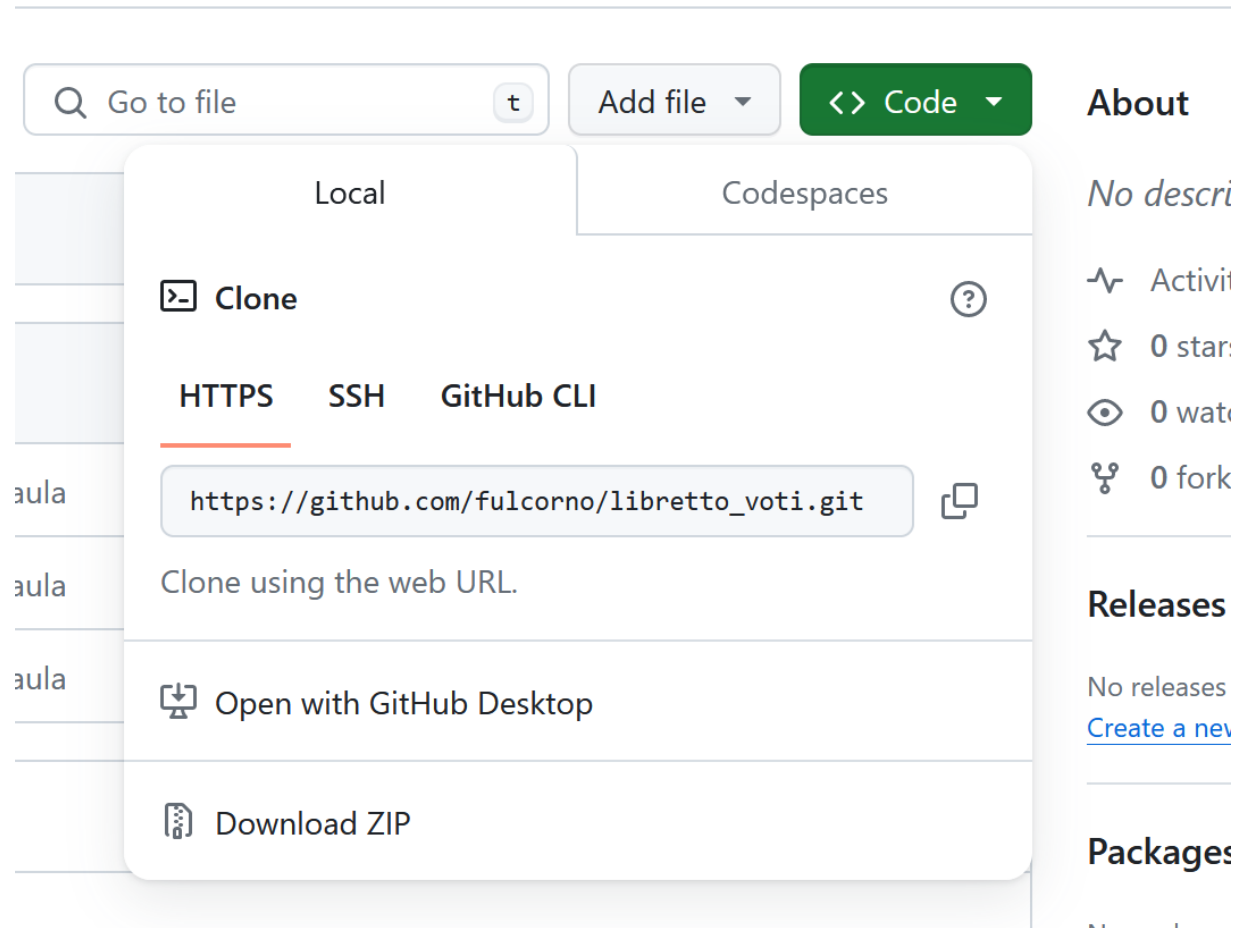 Go to file t Add file Code About
Local Codespaces
No descri
Clone
Activit
0 star
HTTPS SSH GitHub CLI
0 wat
0 fork
aula
https://github.com/fulcorno/libretto_voti.git
aula
Clone using the web URL.
Releases
aula
Open with GitHub Desktop
No releases
Create a nev
Download ZIP
Packages